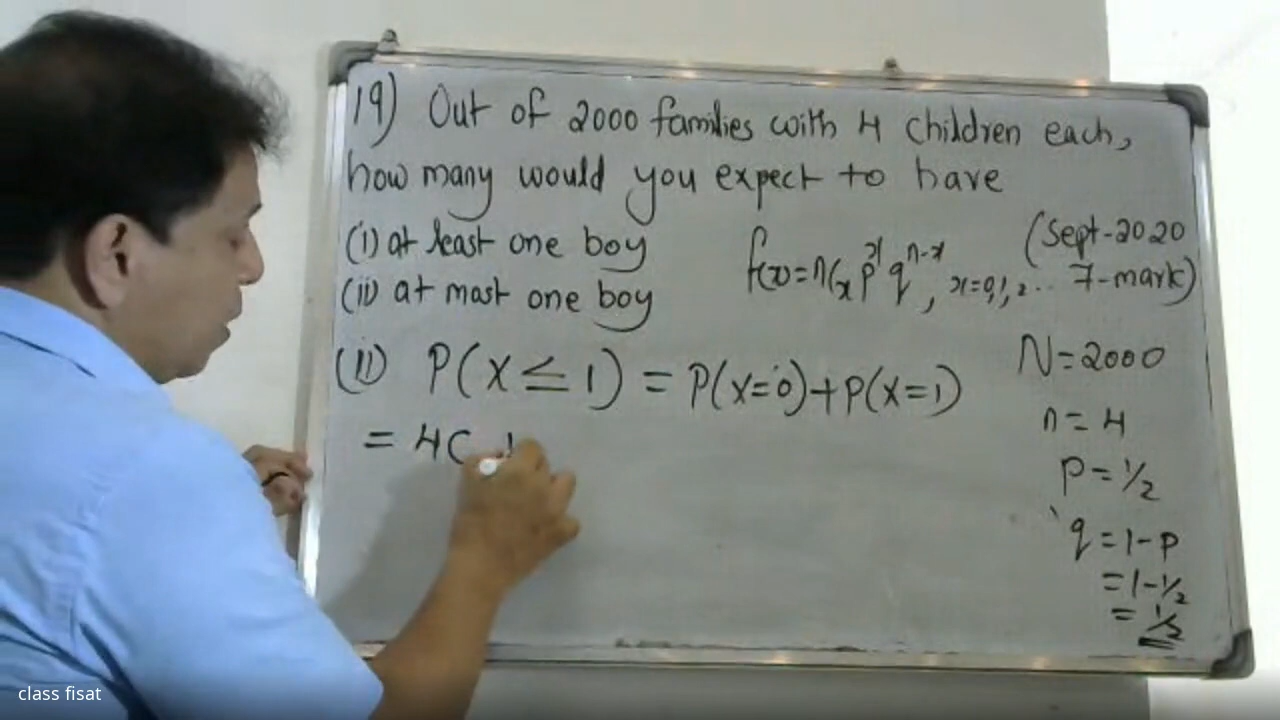 19) Out of 2000 families with 4 children each,
how many would you expect to have
(i) at least one boy
(ii) at most one boy
f(x)=nCx p^x q^n-x, x=0,1,2...
(Sept-2020
7-mark)
(ii) P(X ≤ 1) = P(X=0)+P(X=1)
= 4C
N=2000
n=4
P=1/2
q=1-P
=1-1/2
=1/2
class fisat